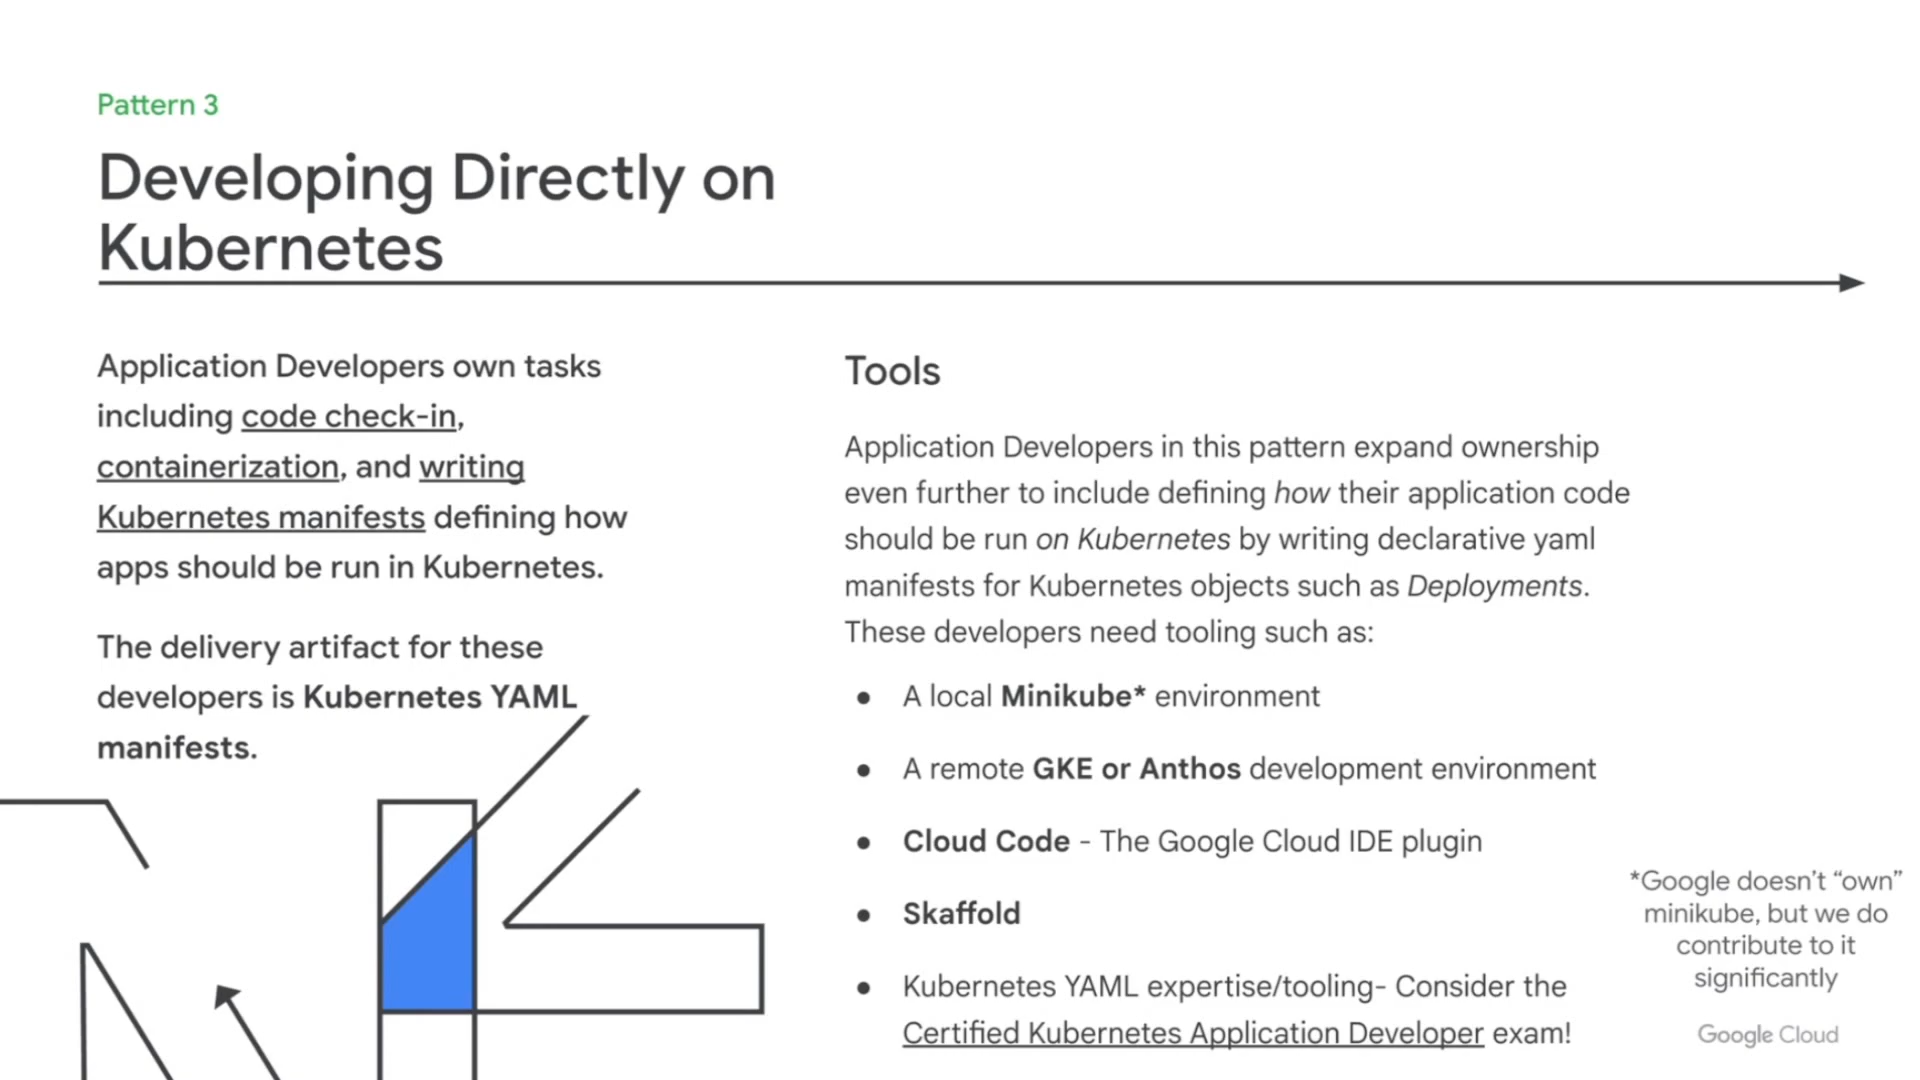 Pattern 3
Developing Directly on
Kubernetes
Application Developers own tasks
including code check-in,
containerization, and writing
Kubernetes manifests defining how
apps should be run in Kubernetes.
The delivery artifact for these
developers is Kubernetes YAML
manifests.
Tools
Application Developers in this pattern expand ownership
even further to include defining how their application code
should be run on Kubernetes by writing declarative yaml
manifests for Kubernetes objects such as Deployments.
These developers need tooling such as:
● A local Minikube* environment
● A remote GKE or Anthos development environment
● Cloud Code - The Google Cloud IDE plugin
● Skaffold
● Kubernetes YAML expertise/tooling- Consider the
Certified Kubernetes Application Developer exam!
*Google doesn’t “own”
minikube, but we do
contribute to it
significantly
Google Cloud